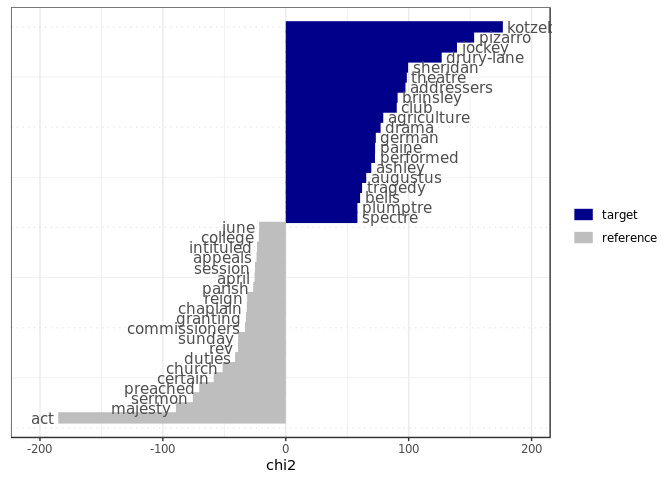 kotzeb
pizarro
jockey
drury-lane
sheridan
theatre
addressers
brinsley
club
agriculture
drama
german
paine
performed
ashley
augustus
tragedy
bells
plumptre
spectre
june
college
intituled
appeals
session
april
parish
reign
chaplain
granting
commissioners
sunday
rev
duties
church
certain
preached
sermon
majesty
act
target
reference
-200 -100 0 100 200
chi2